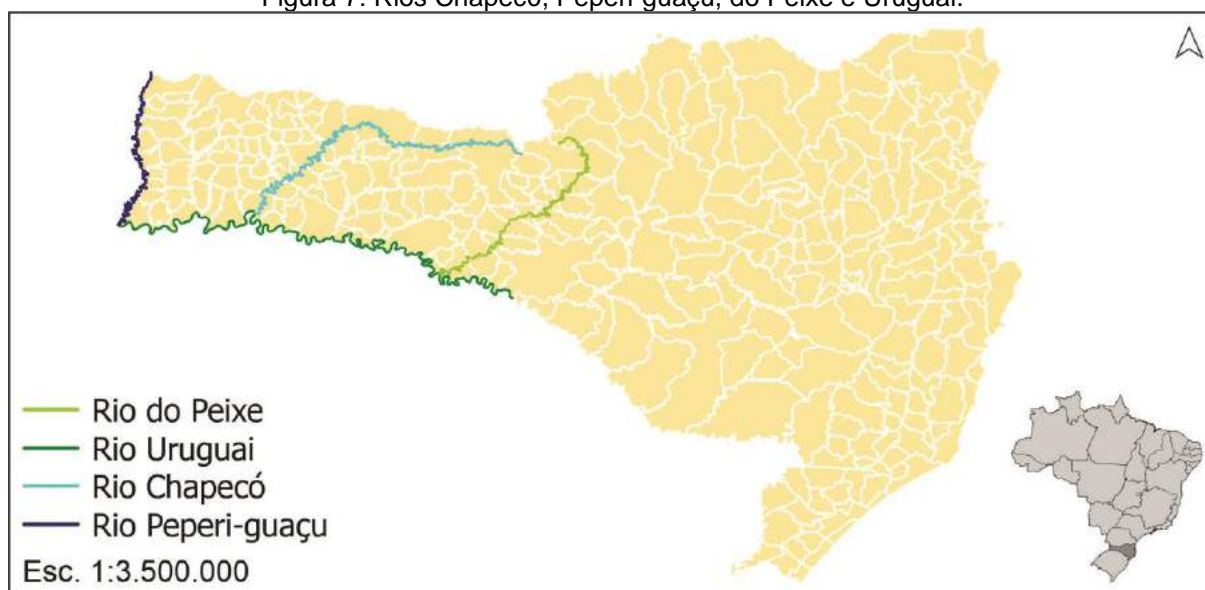 Figura 7: Rios Chapecó, Peperi-guaçu, do Peixe e Uruguai.
Rio do Peixe
Rio Uruguai
Rio Chapecó
Rio Peperi-guaçu
Esc. 1:3.500.000